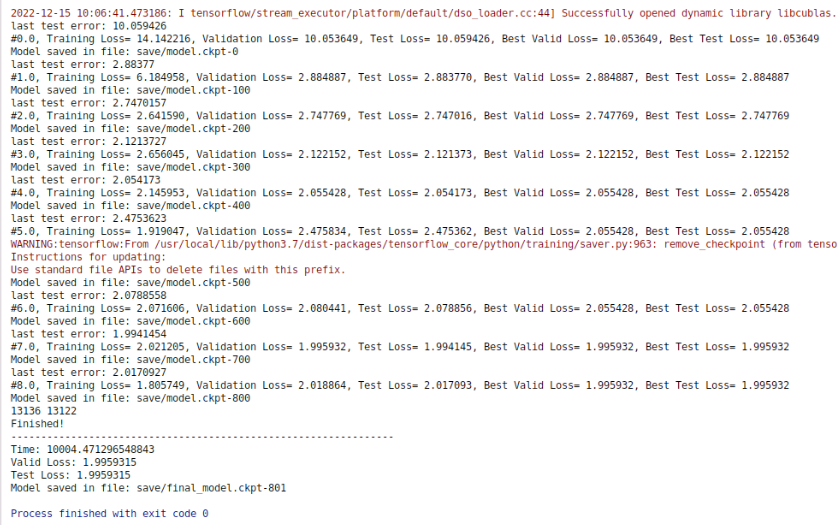 2022-12-15 10:06:41.473186: I tensorflow/stream_executor/platform/default/dso_loader.cc:44] Successfully opened dynamic library libcublas.
last test error: 10.059426
#0.0, Training Loss= 14.142216, Validation Loss= 10.053649, Test Loss= 10.059426, Best Valid Loss= 10.053649, Best Test Loss= 10.053649
Model saved in file: save/model.ckpt-0
last test error: 2.88377
#1.0, Training Loss= 6.184958, Validation Loss= 2.884887, Test Loss= 2.883770, Best Valid Loss= 2.884887, Best Test Loss= 2.884887
Model saved in file: save/model.ckpt-100
last test error: 2.7470157
#2.0, Training Loss= 2.641590, Validation Loss= 2.747769, Test Loss= 2.747016, Best Valid Loss= 2.747769, Best Test Loss= 2.747769
Model saved in file: save/model.ckpt-200
last test error: 2.1213727
#3.0, Training Loss= 2.656045, Validation Loss= 2.122152, Test Loss= 2.121373, Best Valid Loss= 2.122152, Best Test Loss= 2.122152
Model saved in file: save/model.ckpt-300
last test error: 2.054173
#4.0, Training Loss= 2.145953, Validation Loss= 2.055428, Test Loss= 2.054173, Best Valid Loss= 2.055428, Best Test Loss= 2.055428
Model saved in file: save/model.ckpt-400
last test error: 2.4753623
#5.0, Training Loss= 1.919047, Validation Loss= 2.475834, Test Loss= 2.475362, Best Valid Loss= 2.055428, Best Test Loss= 2.055428
WARNING:tensorflow:From /usr/local/lib/python3.7/dist-packages/tensorflow_core/python/training/saver.py:963: remove_checkpoint (from tenso
Instructions for updating:
Use standard file APIs to delete files with this prefix.
Model saved in file: save/model.ckpt-500
last test error: 2.0788558
#6.0, Training Loss= 2.071606, Validation Loss= 2.080441, Test Loss= 2.078856, Best Valid Loss= 2.055428, Best Test Loss= 2.055428
Model saved in file: save/model.ckpt-600
last test error: 1.9941454
#7.0, Training Loss= 2.021205, Validation Loss= 1.995932, Test Loss= 1.994145, Best Valid Loss= 1.995932, Best Test Loss= 1.995932
Model saved in file: save/model.ckpt-700
last test error: 2.0170927
#8.0, Training Loss= 1.805749, Validation Loss= 2.018864, Test Loss= 2.017093, Best Valid Loss= 1.995932, Best Test Loss= 1.995932
Model saved in file: save/model.ckpt-800
13136 13122
Finished!
----------------------------------------------------------------
Time: 10004.471296548843
Valid Loss: 1.9959315
Test Loss: 1.9959315
Model saved in file: save/final_model.ckpt-801
Process finished with exit code 0